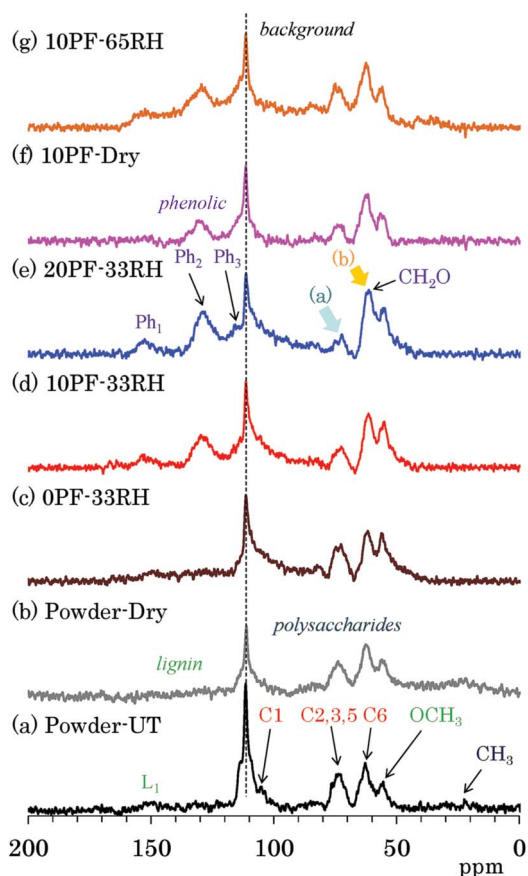 (g) 10PF-65RH
background
(f) 10PF-Dry
phenolic
(e) 20PF-33RH
Ph1
Ph2
Ph3
(a)
(b)
CH2O
(d) 10PF-33RH
(c) 0PF-33RH
(b) Powder-Dry
lignin
polysaccharides
(a) Powder-UT
L1
C1
C2,3,5
C6
OCH3
CH3
200 150 100 50 0
ppm